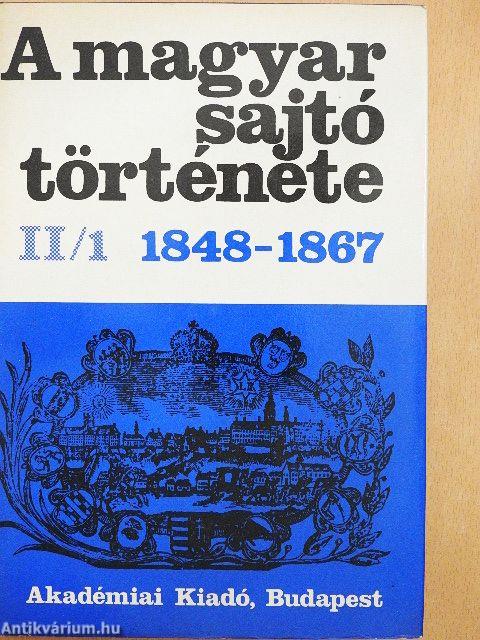 A magyar
sajtó
története
II/1 1848-1867
Akadémiai Kiadó, Budapest
Antikvárium.hu